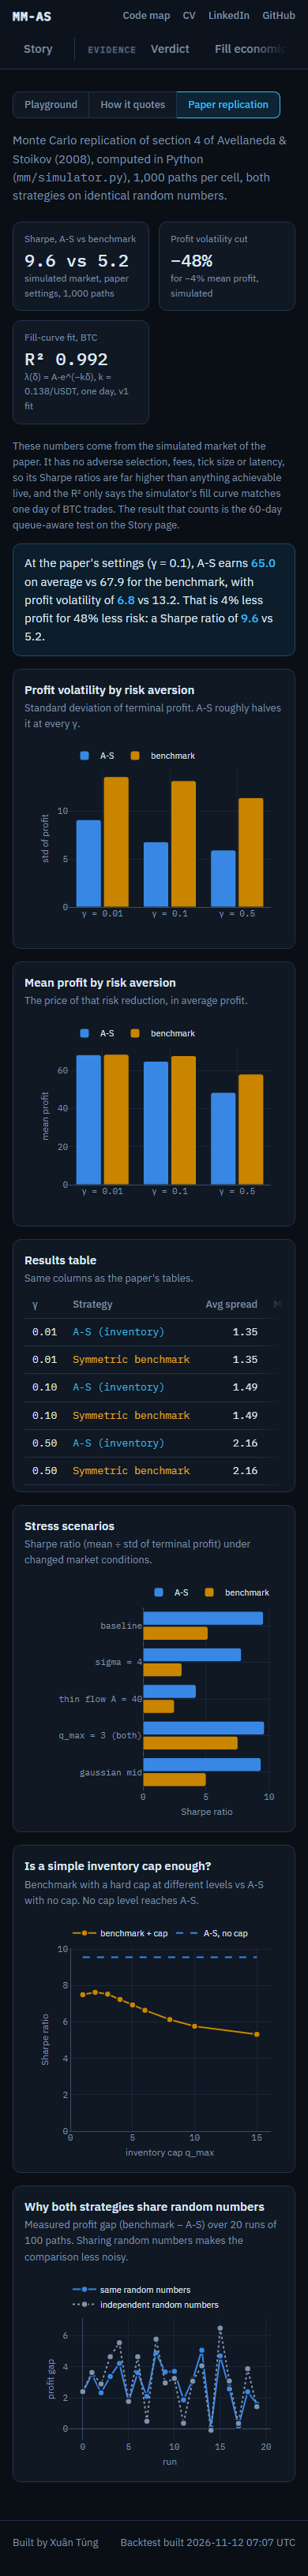 MM-AS
Code map CV LinkedIn GitHub
Story EVIDENCE Verdict Fill economic
Playground How it quotes Paper replication
Monte Carlo replication of section 4 of Avellaneda &
Stoikov (2008), computed in Python
(mm/simulator.py), 1,000 paths per cell, both
strategies on identical random numbers.
Sharpe, A-S vs benchmark
9.6 vs 5.2
simulated market, paper
settings, 1,000 paths
Profit volatility cut
−48%
for −4% mean profit,
simulated
Fill-curve fit, BTC
R² 0.992
λ(δ) = A·e^(−kδ), k =
0.138/USDT, one day, v1
fit
These numbers come from the simulated market of the
paper. It has no adverse selection, fees, tick size or latency,
so its Sharpe ratios are far higher than anything achievable
live, and the R² only says the simulator's fill curve matches
one day of BTC trades. The result that counts is the 60-day
queue-aware test on the Story page.
At the paper's settings (γ = 0.1), A-S earns 65.0
on average vs 67.9 for the benchmark, with
profit volatility of 6.8 vs 13.2. That is 4% less
profit for 48% less risk: a Sharpe ratio of 9.6 vs
5.2.
Profit volatility by risk aversion
Standard deviation of terminal profit. A-S roughly halves
it at every γ.
A-S benchmark
10
5
0
std of profit
γ = 0.01 γ = 0.1 γ = 0.5
Mean profit by risk aversion
The price of that risk reduction, in average profit.
A-S benchmark
60
40
20
0
mean profit
γ = 0.01 γ = 0.1 γ = 0.5
Results table
Same columns as the paper's tables.
γ Strategy Avg spread M
0.01 A-S (inventory) 1.35
0.01 Symmetric benchmark 1.35
0.10 A-S (inventory) 1.49
0.10 Symmetric benchmark 1.49
0.50 A-S (inventory) 2.16
0.50 Symmetric benchmark 2.16
Stress scenarios
Sharpe ratio (mean ÷ std of terminal profit) under
changed market conditions.
A-S benchmark
baseline
sigma = 4
thin flow A = 40
q_max = 3 (both)
gaussian mid
0 5 10
Sharpe ratio
Is a simple inventory cap enough?
Benchmark with a hard cap at different levels vs A-S
with no cap. No cap level reaches A-S.
benchmark + cap A-S, no cap
10
8
6
4
2
0
Sharpe ratio
0 5 10 15
inventory cap q_max
Why both strategies share random numbers
Measured profit gap (benchmark − A-S) over 20 runs of
100 paths. Sharing random numbers makes the
comparison less noisy.
same random numbers
independent random numbers
6
4
2
0
profit gap
0 5 10 15 20
run
Built by Xuân Tùng Backtest built 2026-11-12 07:07 UTC